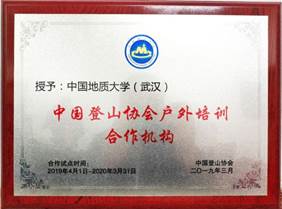 授予：中国地质大学（武汉）
中国登山协会户外培训
合作机构
合作试点时间：
2019年4月1日-2020年3月31日
中国登山协会
二〇一九年三月